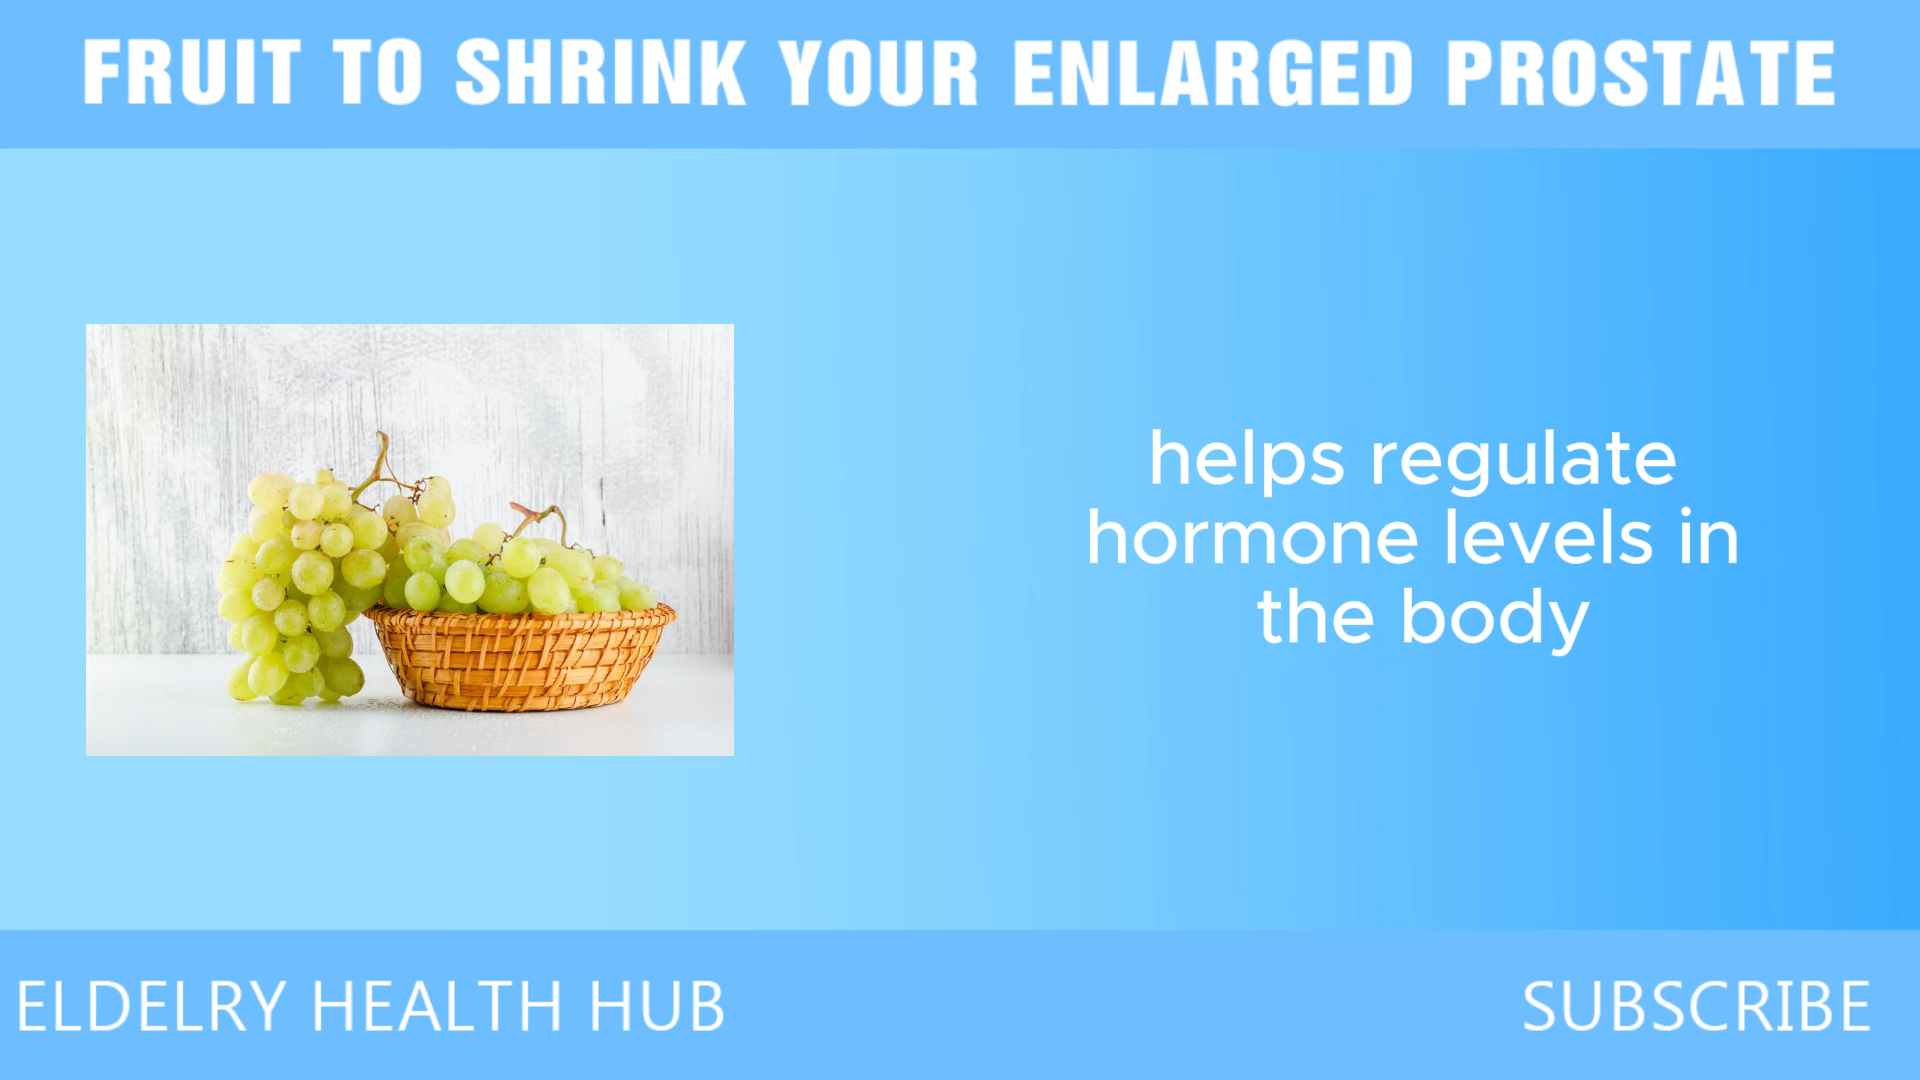 FRUIT TO SHRINK YOUR ENLARGED PROSTATE
helps regulate
hormone levels in
the body
ELDELRY HEALTH HUB
SUBSCRIBE